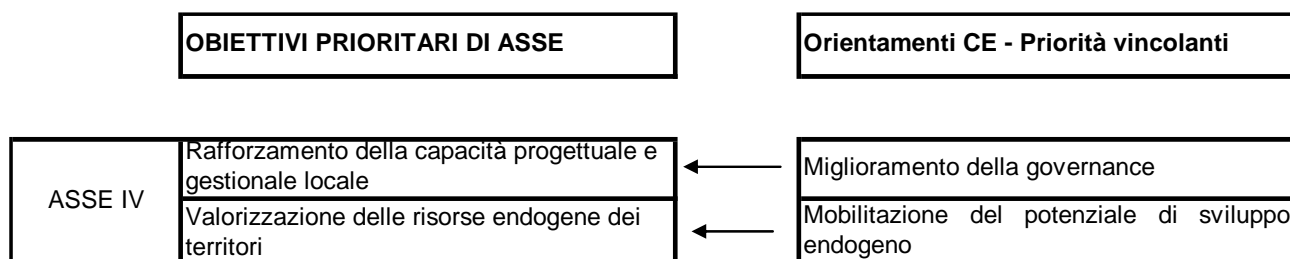 OBIETTIVI PRIORITARI DI ASSE
Orientamenti CE - Priorità vincolanti
ASSE IV
Rafforzamento della capacità progettuale e
gestionale locale
Miglioramento della governance
Valorizzazione delle risorse endogene dei
territori
Mobilitazione del potenziale di sviluppo
endogeno